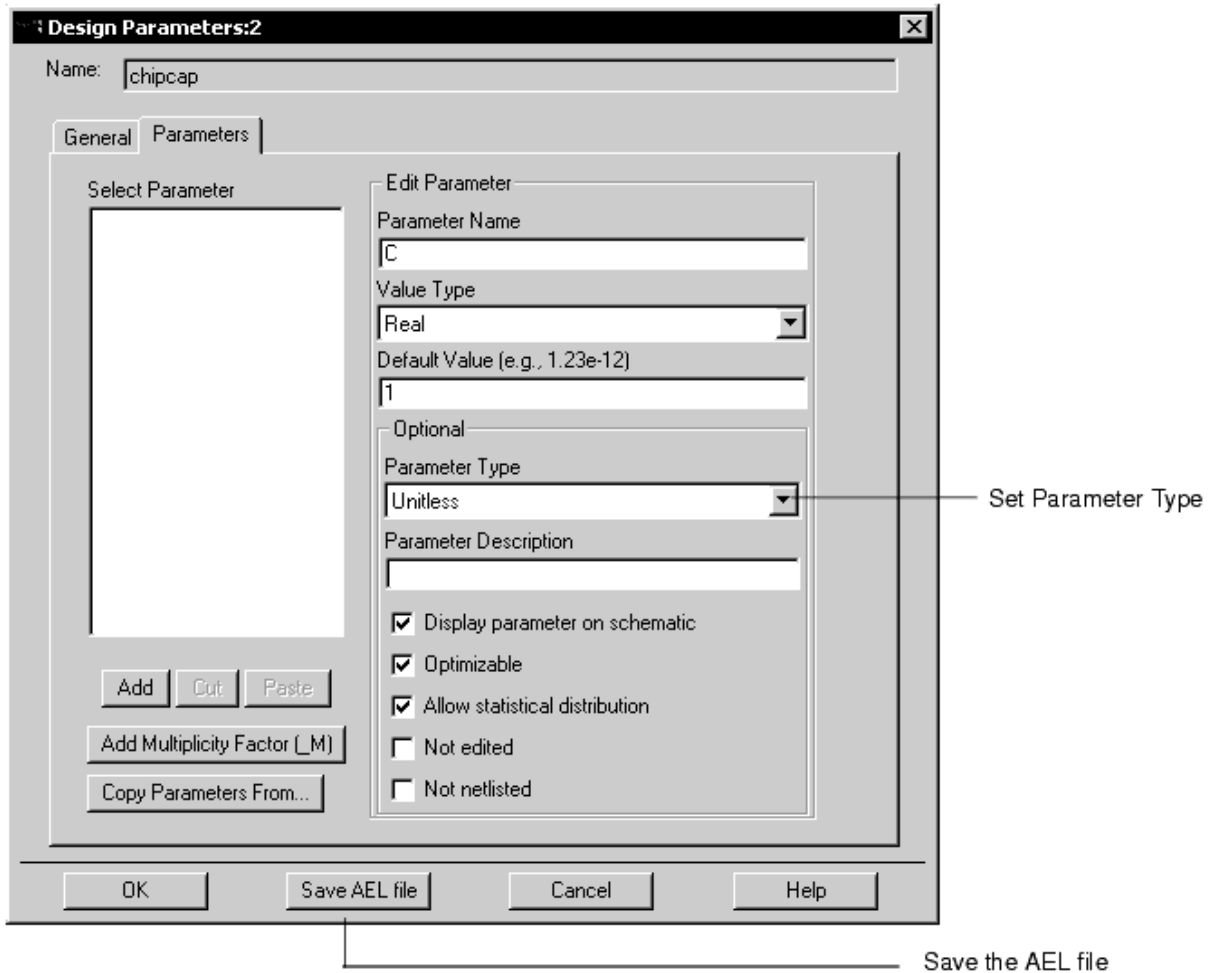 Design Parameters:2
Name: chipcap
General Parameters
Select Parameter
Edit Parameter
Parameter Name
C
Value Type
Real
Default Value (e.g., 1.23e-12)
1
Optional
Parameter Type
Unitless
Set Parameter Type
Parameter Description
Display parameter on schematic
Optimizable
Allow statistical distribution
Not edited
Not netlisted
Add Cut Paste
Add Multiplicity Factor (_M)
Copy Parameters From...
OK Save AEL file Cancel Help
Save the AEL file